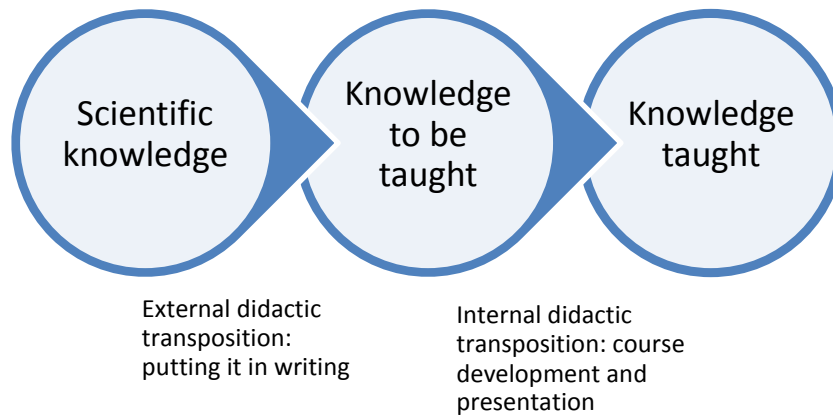 Scientific
knowledge
Knowledge
to be
taught
Knowledge
taught
External didactic
transposition:
putting it in writing
Internal didactic
transposition: course
development and
presentation